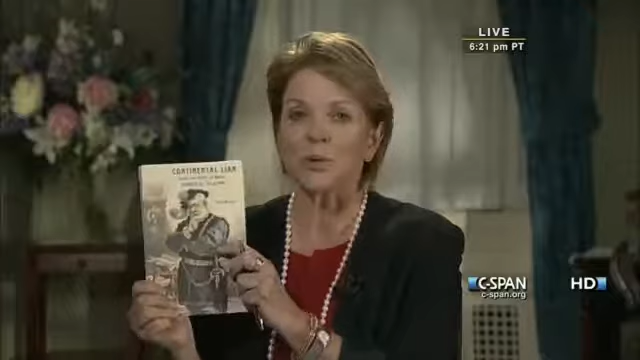 LIVE
6:21 pm PT
CONTINENTAL LIAR
C-SPAN
c-span.org
HD